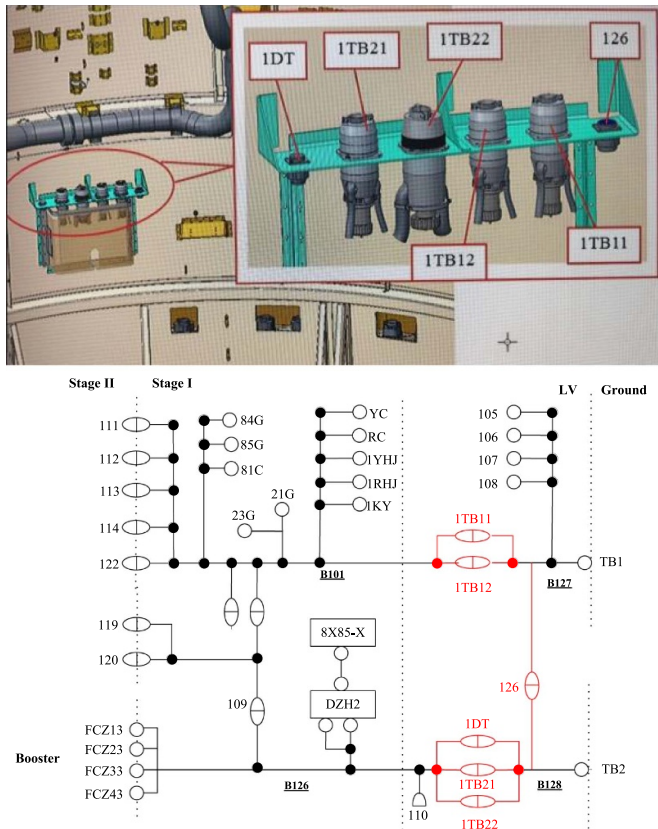 1DT
1TB21
1TB22
126
1TB12
1TB11
Stage II
Stage I
LV
Ground
111
84G
YC
105
112
85G
RC
106
81C
1YHJ
107
113
21G
1RHJ
108
114
23G
1KY
1TB11
122
B101
1TB12
B127
TB1
119
8X85-X
120
126
109
DZH2
FCZ13
1DT
FCZ23
Booster
FCZ33
B126
1TB21
B128
TB2
FCZ43
110
1TB22